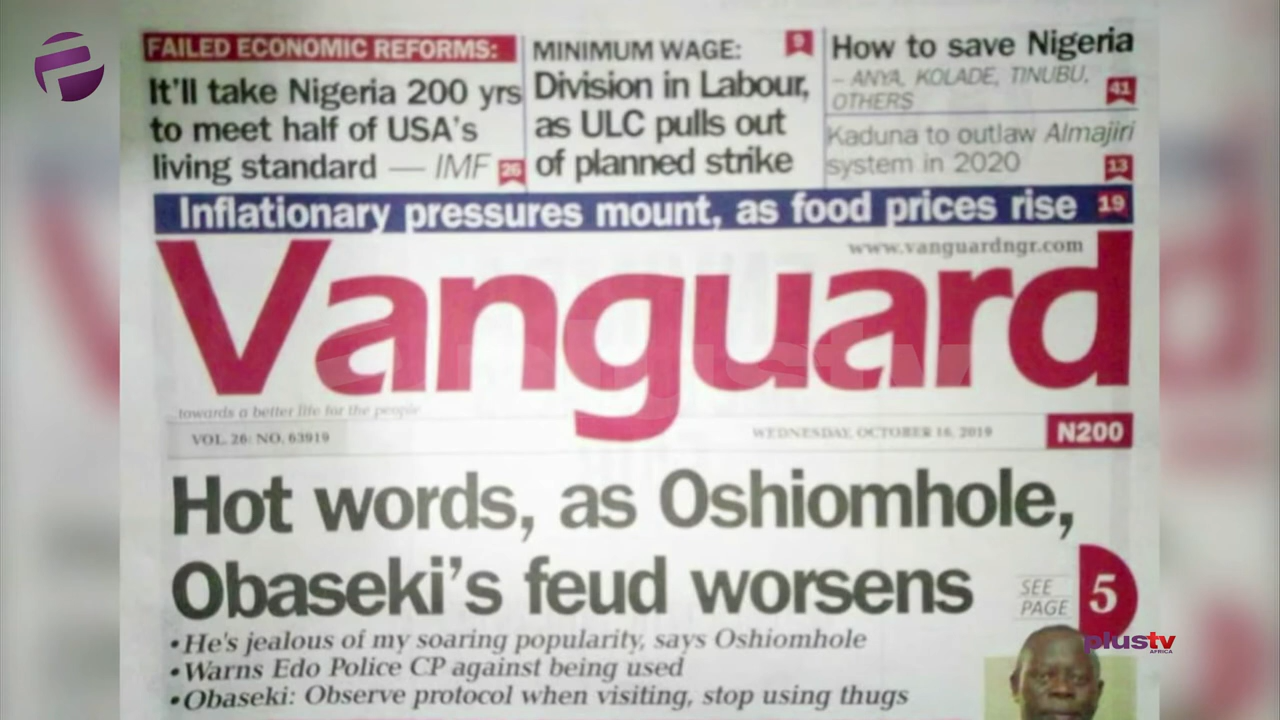 FAILED ECONOMIC REFORMS:
It'll take Nigeria 200 yrs
to meet half of USA's
living standard — IMF 26
MINIMUM WAGE: 9
Division in Labour,
as ULC pulls out
of planned strike
How to save Nigeria
– ANYA, KOLADE, TINUBU,
OTHERS 41
Kaduna to outlaw Almajiri
system in 2020 13
Inflationary pressures mount, as food prices rise 19
www.vanguardngr.com
Vanguard
towards a better life for the people
VOL. 26: NO. 63919
WEDNESDAY, OCTOBER 16, 2019
N200
Hot words, as Oshiomhole,
Obaseki's feud worsens
SEE
PAGE 5
•He's jealous of my soaring popularity, says Oshiomhole
•Warns Edo Police CP against being used
•Obaseki: Observe protocol when visiting, stop using thugs
plustv
AFRICA
plustv